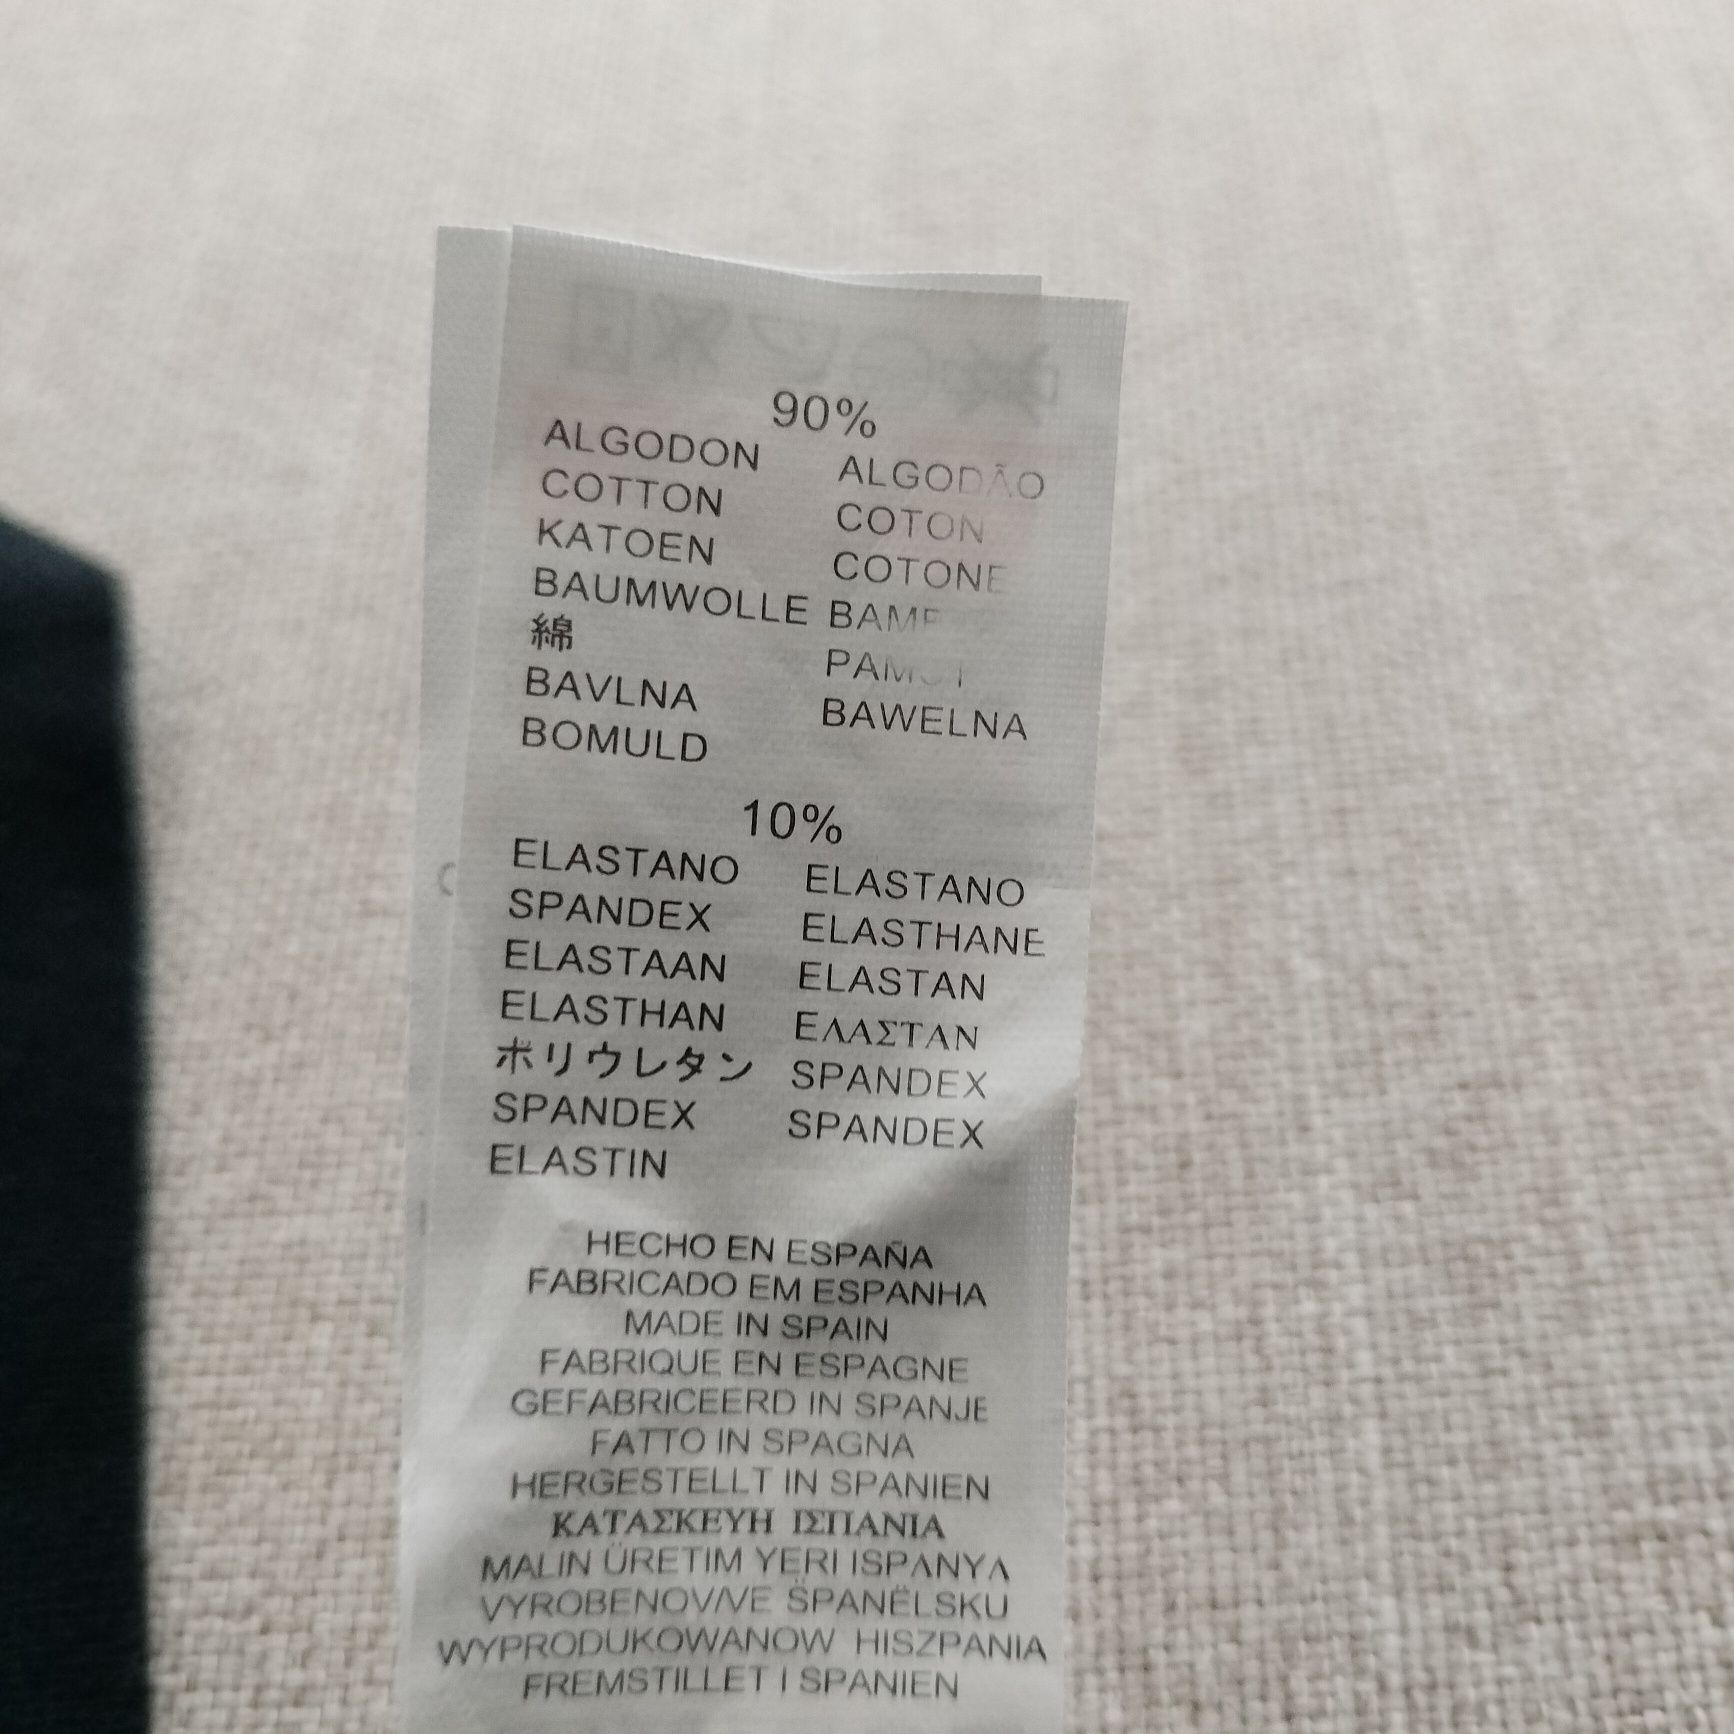 90%
ALGODON ALGODÃO
COTTON COTON
KATOEN COTONE
BAUMWOLLE
綿
BAVLNA BAWELNA
BOMULD
10%
ELASTANO ELASTANO
SPANDEX ELASTHANE
ELASTAAN ELASTAN
ELASTHAN ΕΛΑΣΤΑΝ
ポリウレタン SPANDEX
SPANDEX SPANDEX
ELASTIN
HECHO EN ESPAÑA
FABRICADO EM ESPANHA
MADE IN SPAIN
FABRIQUE EN ESPAGNE
GEFABRICEERD IN SPANJE
FATTO IN SPAGNA
HERGESTELLT IN SPANIEN
ΚΑΤΑΣΚΕΥΗ ΙΣΠΑΝΙΑ
MALIN ÜRETIM YERI ISPANYA
VYROBENOV/VE ŠPANĚLSKU
WYPRODUKOWANOW HISZPANIA
FREMSTILLET I SPANIEN